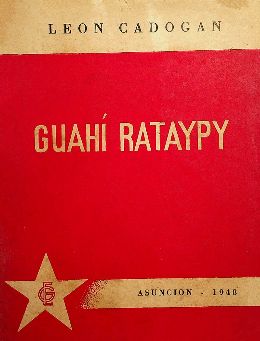 LEON CADOGAN
GUAHÍ RATAYPY
ASUNCION - 1948